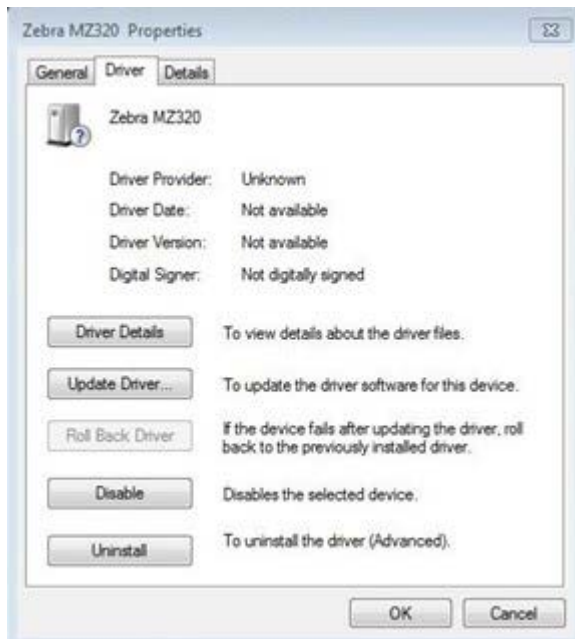 Zebra MZ320 Properties
General Driver Details
Zebra MZ320
Driver Provider: Unknown
Driver Date: Not available
Driver Version: Not available
Digital Signer: Not digitally signed
Driver Details To view details about the driver files.
Update Driver... To update the driver software for this device.
Roll Back Driver If the device fails after updating the driver, roll
back to the previously installed driver.
Disable Disables the selected device.
Uninstall To uninstall the driver (Advanced).
OK Cancel